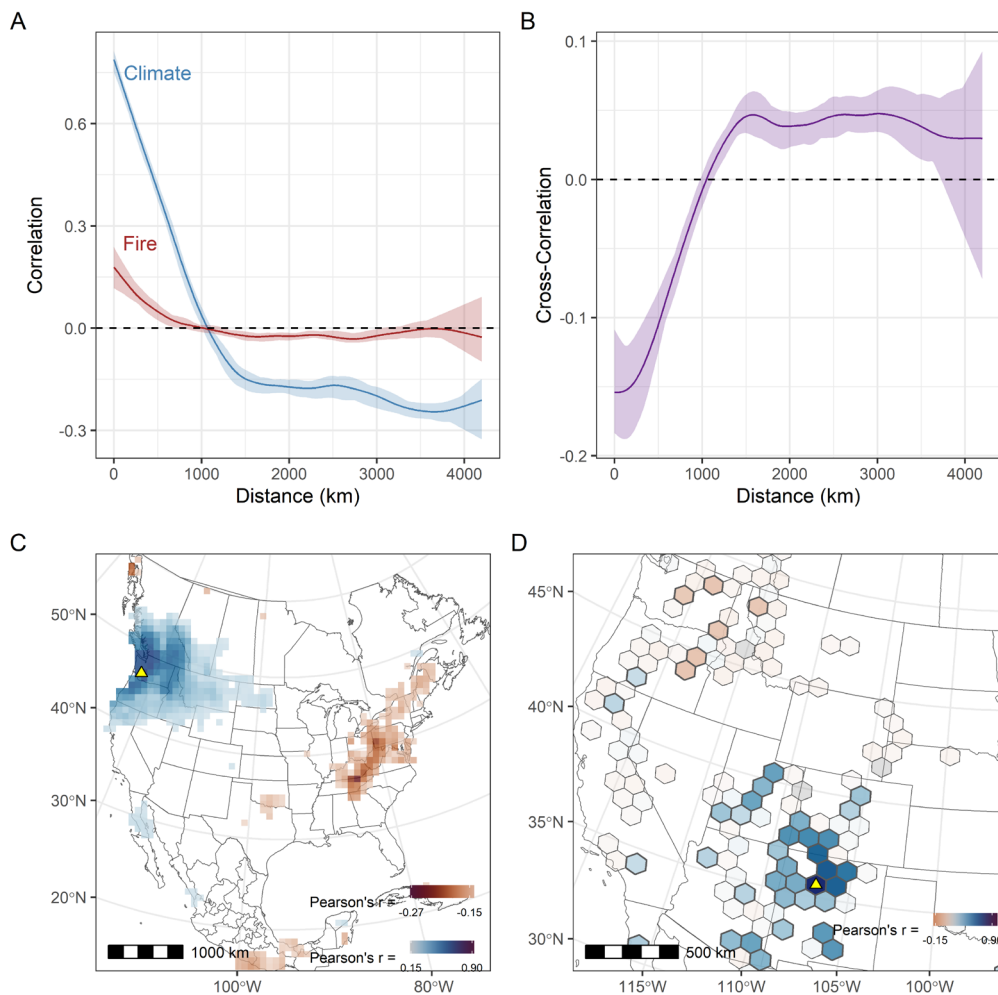 A
B
Climate
Fire
Correlation
0.6
0.3
0.0
-0.3
0
1000
2000
3000
4000
Distance (km)
Cross-Correlation
0.1
0.0
-0.1
-0.2
0
1000
2000
3000
4000
Distance (km)
C
D
50°N
40°N
30°N
20°N
100°W
80°W
1000 km
Pearson's r =
-0.27
-0.15
Pearson's r =
0.15
0.90
45°N
40°N
35°N
30°N
115°W
105°W
100°W
500 km
Pearson's r =
-0.15
0.90